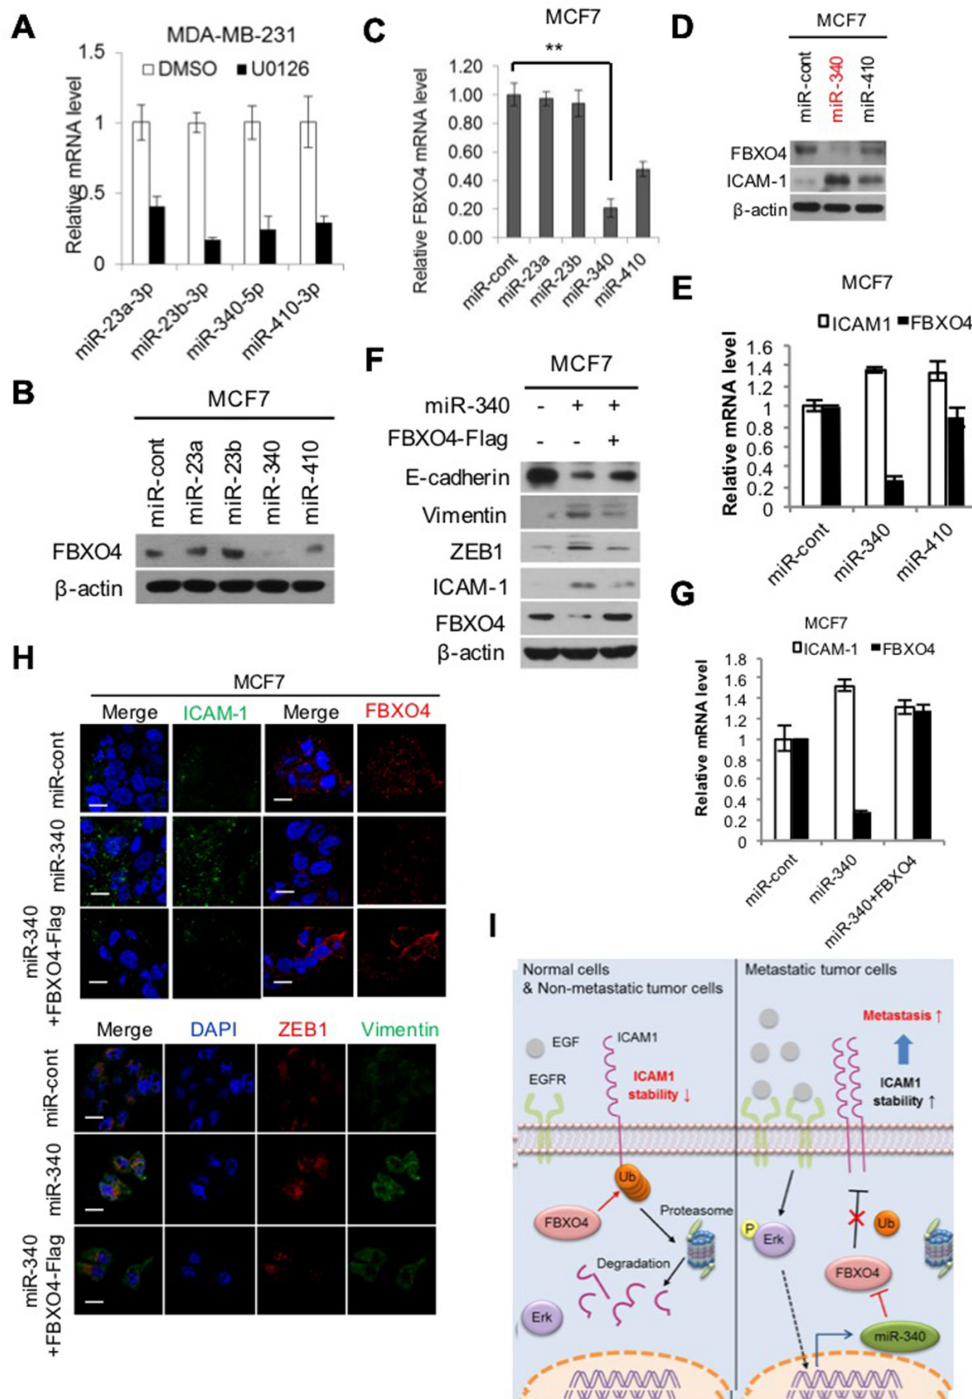 A
MDA-MB-231
DMSO U0126
Relative mRNA level
1.5
1
0.5
0
miR-23a-3p
miR-23b-3p
miR-340-5p
miR-410-3p
B
MCF7
miR-cont
miR-23a
miR-23b
miR-340
miR-410
FBXO4
β-actin
C
MCF7
**
Relative FBXO4 mRNA level
1.20
1.00
0.80
0.60
0.40
0.20
0.00
miR-cont
miR-23a
miR-23b
miR-340
miR-410
D
MCF7
miR-cont
miR-340
miR-410
FBXO4
ICAM-1
β-actin
E
MCF7
ICAM1 FBXO4
Relative mRNA level
1.6
1.4
1.2
1
0.8
0.6
0.4
0.2
0
miR-cont
miR-340
miR-410
F
MCF7
miR-340 - + +
FBXO4-Flag - - +
E-cadherin
Vimentin
ZEB1
ICAM-1
FBXO4
β-actin
G
MCF7
ICAM-1 FBXO4
Relative mRNA level
1.8
1.6
1.4
1.2
1
0.8
0.6
0.4
0.2
0
miR-cont
miR-340
miR-340+FBXO4
H
MCF7
Merge ICAM-1 Merge FBXO4
miR-cont
miR-340
miR-340
+FBXO4-Flag
Merge DAPI ZEB1 Vimentin
miR-cont
miR-340
miR-340
+FBXO4-Flag
I
Normal cells
& Non-metastatic tumor cells
EGF
ICAM1
EGFR
ICAM1
stability ↓
Ub
FBXO4
Proteasome
Degradation
Erk
Metastatic tumor cells
Metastasis ↑
ICAM1
stability ↑
P
Erk
Ub
FBXO4
miR-340